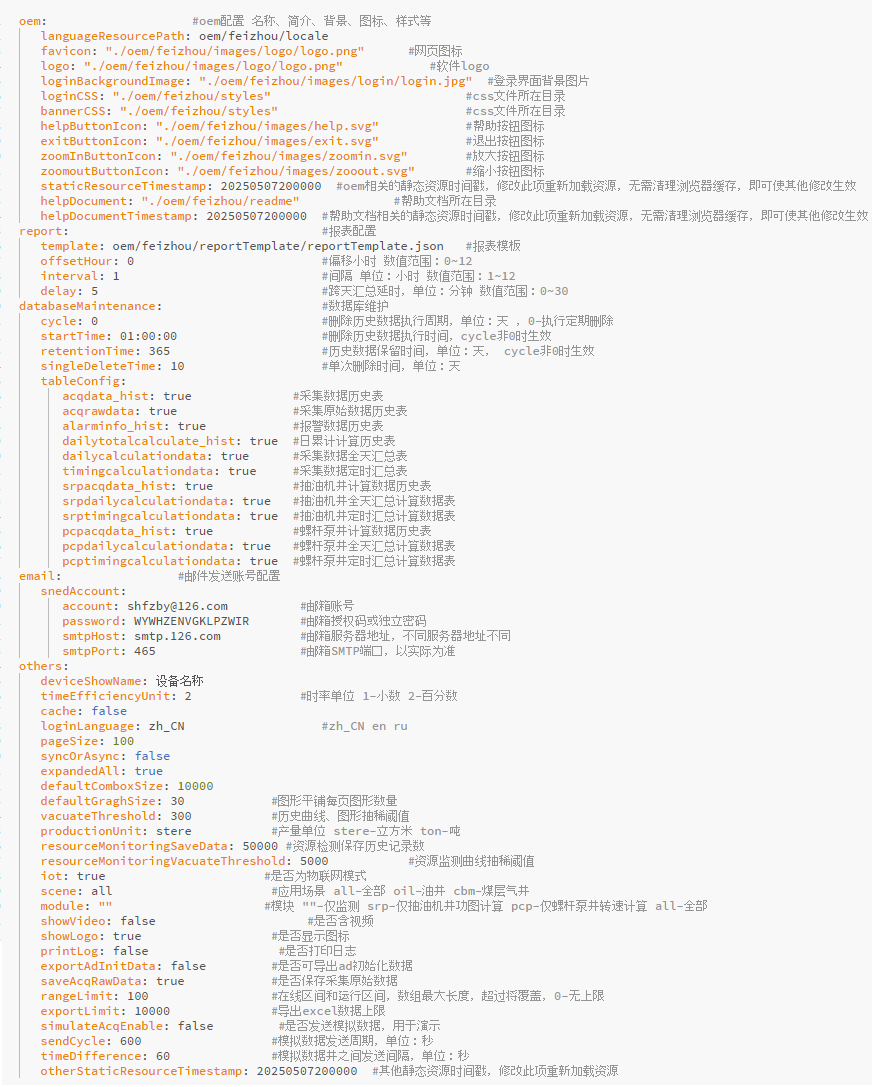 oem: #oem配置 名称、简介、背景、图标、样式等
languageResourcePath: oem/feizhou/locale
favicon: "./oem/feizhou/images/logo/logo.png" #网页图标
logo: "./oem/feizhou/images/logo/logo.png" #软件logo
loginBackgroundImage: "./oem/feizhou/images/login/login.jpg" #登录界面背景图片
loginCSS: "./oem/feizhou/styles" #css文件所在目录
bannerCSS: "./oem/feizhou/styles" #css文件所在目录
helpButtonIcon: "./oem/feizhou/images/help.svg" #帮助按钮图标
exitButtonIcon: "./oem/feizhou/images/exit.svg" #退出按钮图标
zoomInButtonIcon: "./oem/feizhou/images/zoomin.svg" #放大按钮图标
zoomoutButtonIcon: "./oem/feizhou/images/zooout.svg" #缩小按钮图标
staticResourceTimestamp: 20250507200000 #oem相关的静态资源时间戳，修改此项重新加载资源，无需清理浏览器缓存，即可使其他修改生效
helpDocument: "./oem/feizhou/readme" #帮助文档所在目录
helpDocumentTimestamp: 20250507200000 #帮助文档相关的静态资源时间戳，修改此项重新加载资源，无需清理浏览器缓存，即可使其他修改生效
report: #报表配置
template: oem/feizhou/reportTemplate/reportTemplate.json #报表模板
offsetHour: 0 #偏移小时 数值范围：0~12
interval: 1 #间隔 单位：小时 数值范围：1~12
delay: 5 #跨天汇总延时，单位：分钟 数值范围：0~30
databaseMaintenance: #数据库维护
cycle: 0 #删除历史数据执行周期，单位：天 ，0-执行定期删除
startTime: 01:00:00 #删除历史数据执行时间，cycle非0时生效
retentionTime: 365 #历史数据保留时间，单位：天， cycle非0时生效
singleDeleteTime: 10 #单次删除时间，单位：天
tableConfig:
acqdata_hist: true #采集数据历史表
acqrawdata: true #采集原始数据历史表
alarminfo_hist: true #报警数据历史表
dailytotalcalculate_hist: true #日累计计算历史表
dailycalculationdata: true #采集数据全天汇总表
timingcalculationdata: true #采集数据定时汇总表
srpacqdata_hist: true #抽油机井计算数据历史表
srpdailycalculationdata: true #抽油机井全天汇总计算数据表
srptimingcalculationdata: true #抽油机井定时汇总计算数据表
pcpacqdata_hist: true #螺杆泵井计算数据历史表
pcpdailycalculationdata: true #螺杆泵井全天汇总计算数据表
pcptimingcalculationdata: true #螺杆泵井定时汇总计算数据表
email: #邮件发送账号配置
snedAccount:
account: shfzby@126.com #邮箱账号
password: WYWHZENVGKLPZWIR #邮箱授权码或独立密码
smtpHost: smtp.126.com #邮箱服务器地址，不同服务器地址不同
smtpPort: 465 #邮箱SMTP端口，以实际为准
others:
deviceShowName: 设备名称
timeEfficiencyUnit: 2 #时率单位 1-小数 2-百分数
cache: false
loginLanguage: zh_CN #zh_CN en ru
pageSize: 100
syncOrAsync: false
expandedAll: true
defaultComboxSize: 10000
defaultGraghSize: 30 #图形平铺每页图形数量
vacuateThreshold: 300 #历史曲线、图形抽稀阈值
productionUnit: stere #产量单位 stere-立方米 ton-吨
resourceMonitoringSaveData: 50000 #资源检测保存历史记录数
resourceMonitoringVacuateThreshold: 5000 #资源监测曲线抽稀阈值
iot: true #是否为物联网模式
scene: all #应用场景 all-全部 oil-油井 cbm-煤层气井
module: "" #模块 ""-仅监测 srp-仅抽油机井功图计算 pcp-仅螺杆泵井转速计算 all-全部
showVideo: false #是否含视频
showLogo: true #是否显示图标
printLog: false #是否打印日志
exportAdInitData: false #是否可导出ad初始化数据
saveAcqRawData: true #是否保存采集原始数据
rangeLimit: 100 #在线区间和运行区间，数组最大长度，超过将覆盖，0-无上限
exportLimit: 10000 #导出excel数据上限
simulateAcqEnable: false #是否发送模拟数据，用于演示
sendCycle: 600 #模拟数据发送周期，单位：秒
timeDifference: 60 #模拟数据井之间发送间隔，单位：秒
otherStaticResourceTimestamp: 20250507200000 #其他静态资源时间戳，修改此项重新加载资源